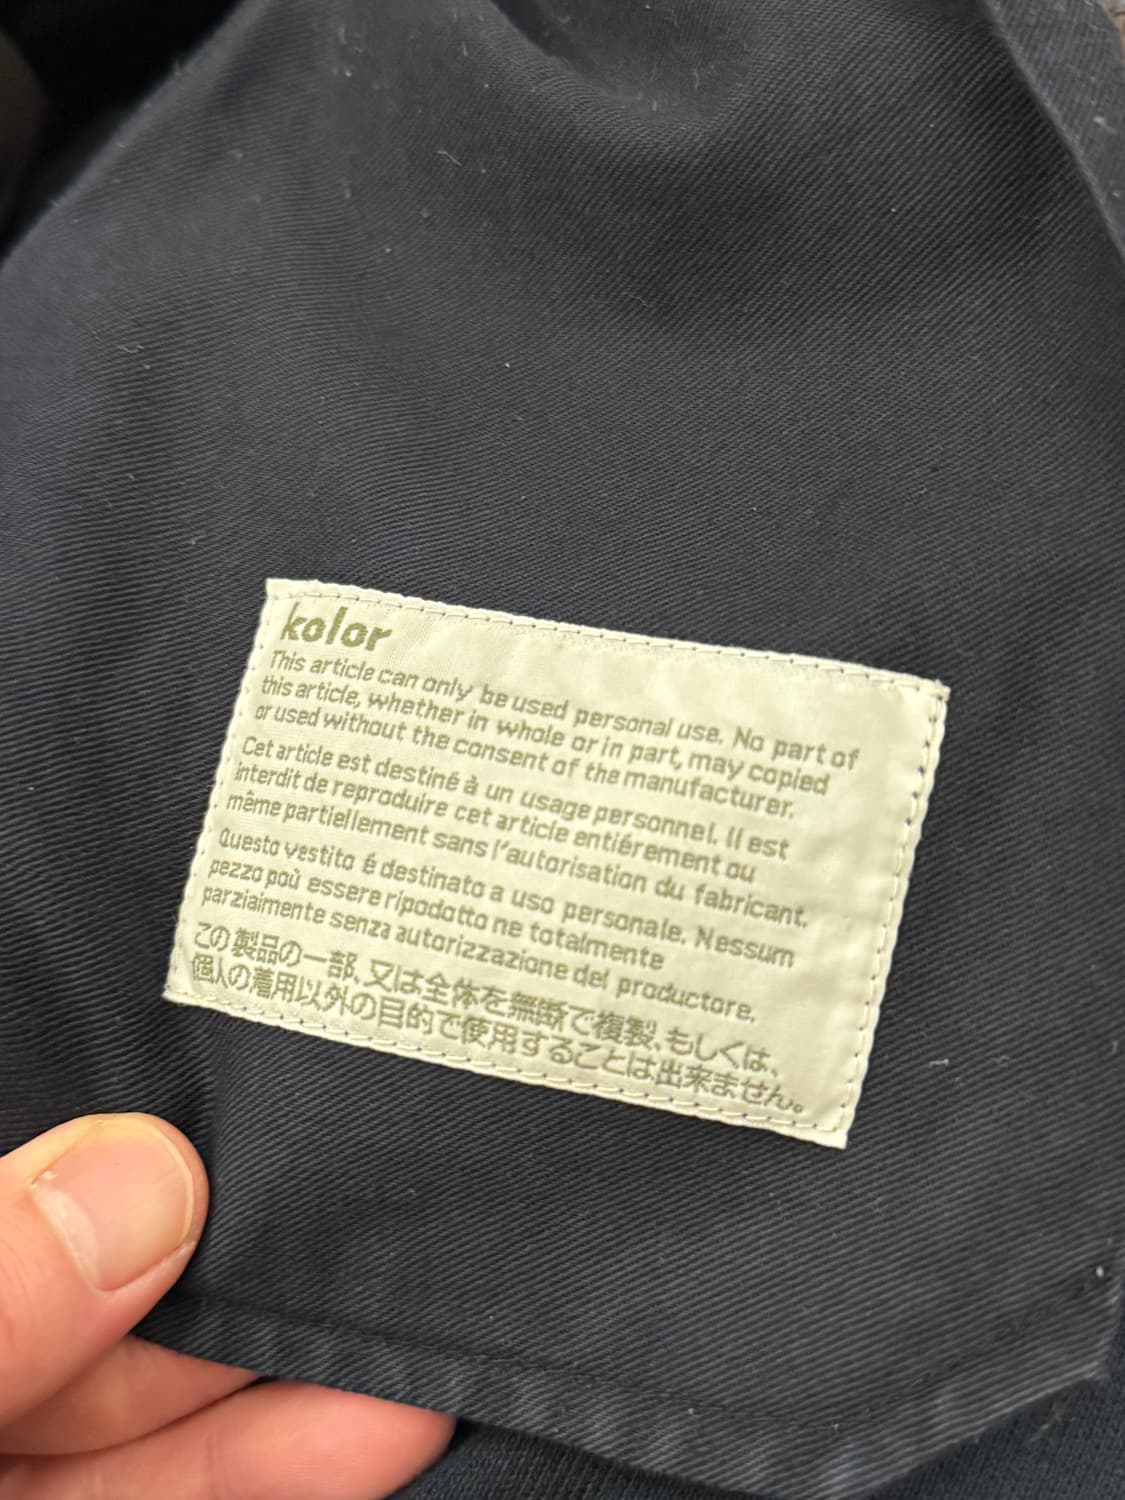 kolor
This article can only be used personal use. No part of
this article, whether in whole or in part, may copied
or used without the consent of the manufacturer.
Cet article est destiné à un usage personnel. Il est
interdit de reproduire cet article entiérement ou
même partiellement sans l'autorisation du fabricant.
Questo vestito é destinato a uso personale. Nessum
pezzo poù essere ripodotto ne totalmente
parziaimente senza autorizzazione del productore.
この製品の一部、又は全体を無断で複製、もしくは、
個人の着用以外の目的で使用することは出来ません。